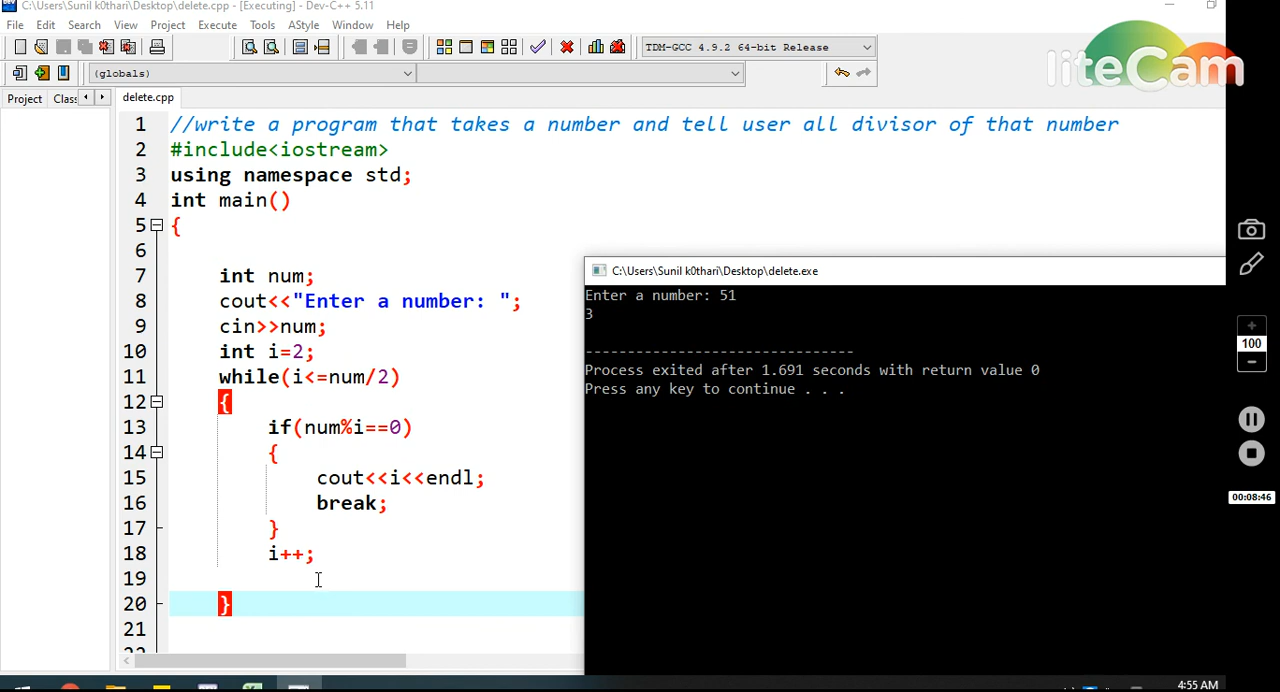 C:\Users\Sunil k0thari\Desktop\delete.cpp - [Executing] - Dev-C++ 5.11
File Edit Search View Project Execute Tools AStyle Window Help
TDM-GCC 4.9.2 64-bit Release
liteCam
(globals)
Project Class delete.cpp
1 //write a program that takes a number and tell user all divisor of that number
2 #include<iostream>
3 using namespace std;
4 int main()
5 {
6
7 int num;
8 cout<<"Enter a number: ";
9 cin>>num;
10 int i=2;
11 while(i<=num/2)
12 {
13 if(num%i==0)
14 {
15 cout<<i<<endl;
16 break;
17 }
18 i++;
19
20 }
21
C:\Users\Sunil k0thari\Desktop\delete.exe
Enter a number: 51
3
--------------------------------
Process exited after 1.691 seconds with return value 0
Press any key to continue . . .
100
00:08:46
4:55 AM